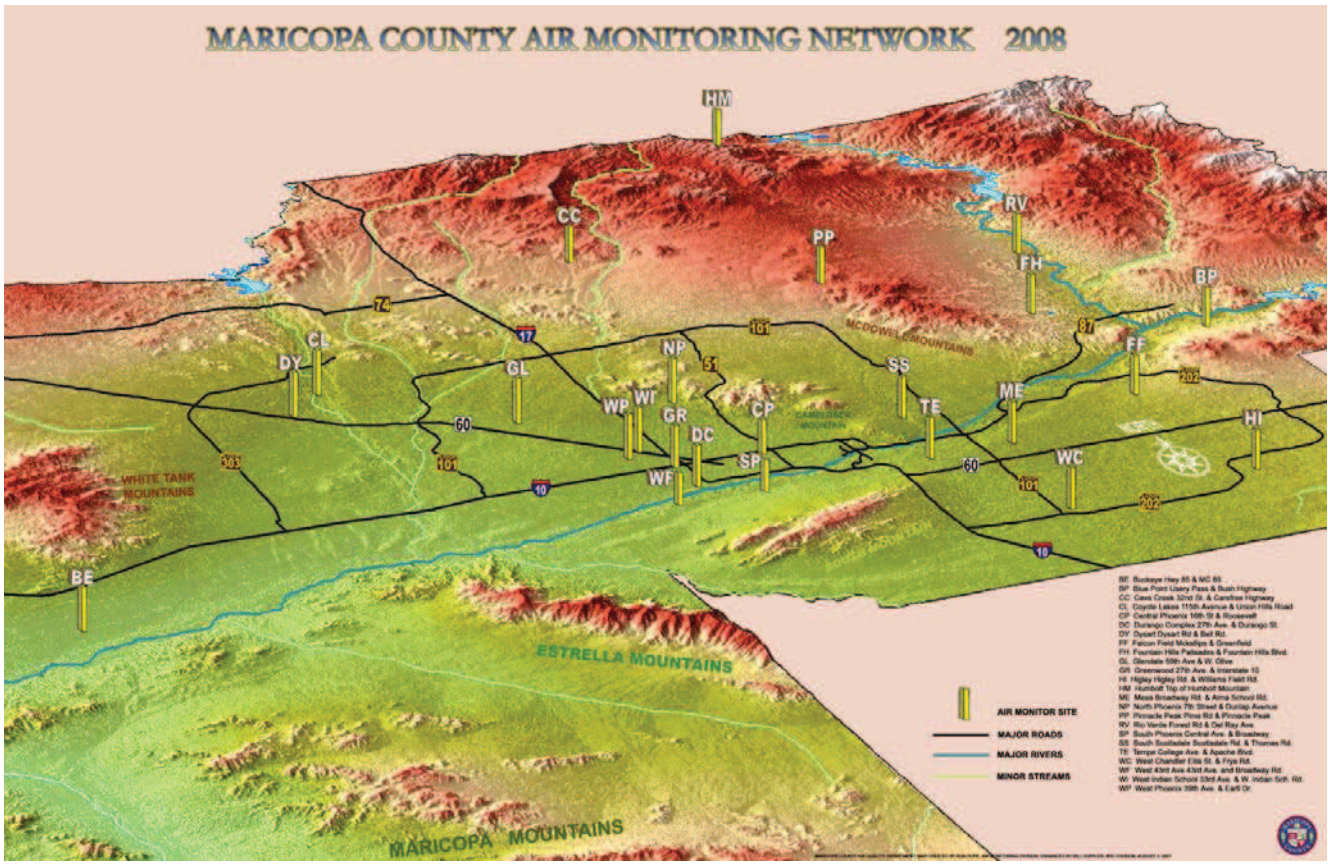 MARICOPA COUNTY AIR MONITORING NETWORK 2008
HM
RV
CC
PP
FH
BP
74
17
101
87
MCDOWELL MOUNTAINS
CL
NP
51
FF
DY
GL
SS
202
WP
WI
CP
CAMELBACK
MOUNTAIN
ME
GR
TE
HI
60
DC
SP
60
WC
303
101
WF
101
WHITE TANK
MOUNTAINS
10
202
10
BE
ESTRELLA MOUNTAINS
MARICOPA MOUNTAINS
BE Buckeye Hwy 85 & MC 85
BP Blue Point Usery Pass & Bush Highway
CC Cave Creek 32nd St. & Carefree Highway
CL Coyote Lakes 115th Avenue & Union Hills Road
CP Central Phoenix 16th St & Roosevelt
DC Durango Complex 27th Ave. & Durango St.
DY Dysart Dysart Rd & Bell Rd.
FF Falcon Field Mckellips & Greenfield
FH Fountain Hills Palisades & Fountain Hills Blvd.
GL Glendale 59th Ave & W. Olive
GR Greenwood 27th Ave. & Interstate 10
HI Higley Higley Rd. & Williams Field Rd.
HM Humbolt Top of Humbolt Mountain
ME Mesa Broadway Rd. & Alma School Rd.
NP North Phoenix 7th Street & Dunlap Avenue
PP Pinnacle Peak Pima Rd & Pinnacle Peak
RV Rio Verde Forest Rd & Del Ray Ave.
SP South Phoenix Central Ave. & Broadway
SS South Scottsdale Scottsdale Rd. & Thomas Rd.
TE Tempe College Ave. & Apache Blvd.
WC West Chandler Ellis St. & Frye Rd.
WF West 43rd Ave 43rd Ave. and Broadway Rd.
WI West Indian School 33rd Ave. & W. Indian Sch. Rd.
WP West Phoenix 39th Ave. & Earll Dr.
AIR MONITOR SITE
MAJOR ROADS
MAJOR RIVERS
MINOR STREAMS